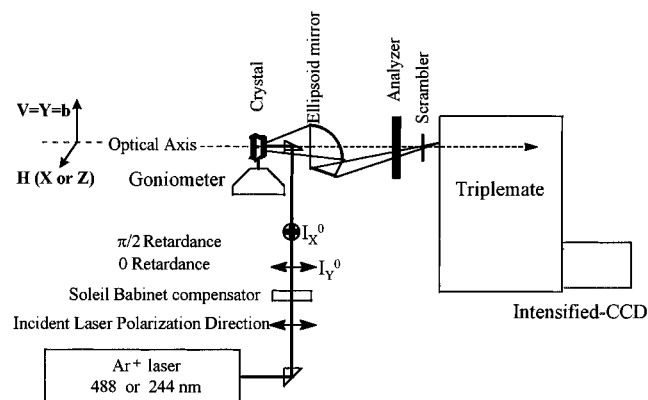 Crystal
Ellipsoid mirror
Analyzer
Scrambler
V=Y=b
Optical Axis
H (X or Z)
Goniometer
Triplemate
π/2 Retardance
I_X^0
0 Retardance
I_Y^0
Soleil Babinet compensator
Intensified-CCD
Incident Laser Polarization Direction
Ar⁺ laser
488 or 244 nm